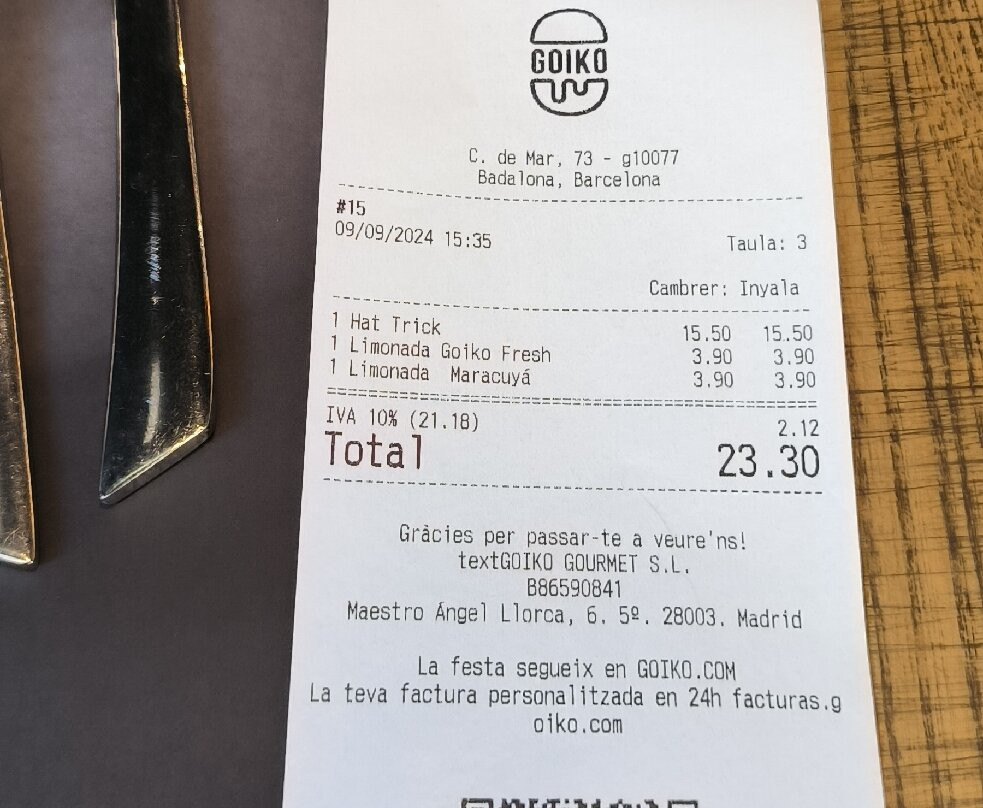 GOIKO
C. de Mar, 73 - g10077
Badalona, Barcelona
#15
09/09/2024 15:35 Taula: 3
Cambrer: Inyala
1 Hat Trick 15.50 15.50
1 Limonada Goiko Fresh 3.90 3.90
1 Limonada Maracuyá 3.90 3.90
IVA 10% (21.18) 2.12
Total 23.30
Gràcies per passar-te a veure'ns!
textGOIKO GOURMET S.L.
B86590841
Maestro Ángel Llorca, 6. 5º. 28003. Madrid
La festa segueix en GOIKO.COM
La teva factura personalitzada en 24h facturas.g
oiko.com